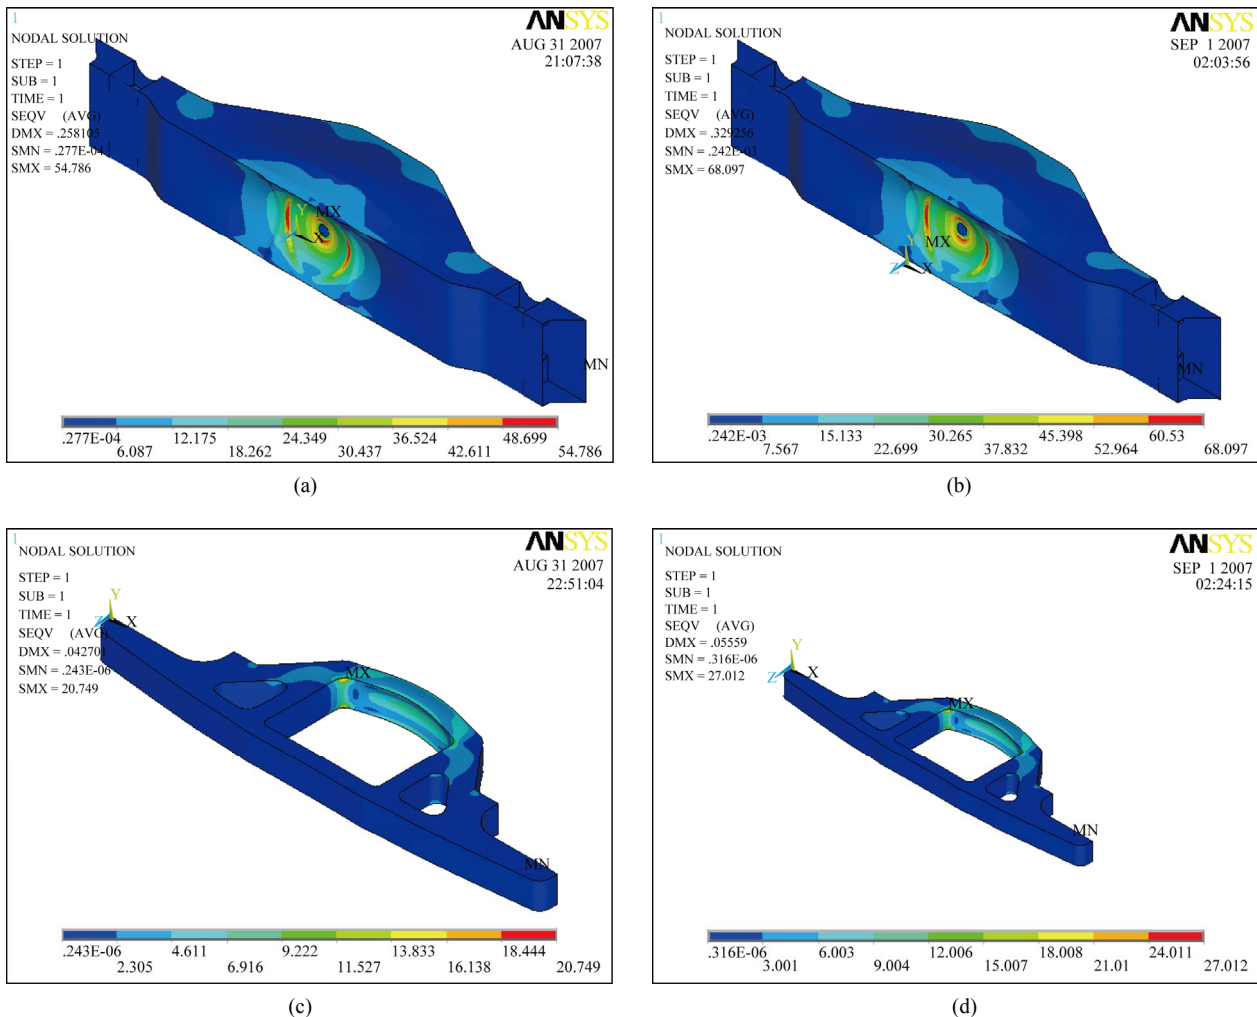 1
ANSYS
NODAL SOLUTION
AUG 31 2007
21:07:38
STEP = 1
SUB = 1
TIME = 1
SEQV (AVG)
DMX = .258105
SMN = .277E-04
SMX = 54.786
MX
Y
X
MN
.277E-04 12.175 24.349 36.524 48.699
6.087 18.262 30.437 42.611 54.786
(a)
1
ANSYS
NODAL SOLUTION
SEP 1 2007
02:03:56
STEP = 1
SUB = 1
TIME = 1
SEQV (AVG)
DMX = .329256
SMN = .242E-03
SMX = 68.097
MX
Y
Z
X
MN
.242E-03 15.133 30.265 45.398 60.53
7.567 22.699 37.832 52.964 68.097
(b)
1
ANSYS
NODAL SOLUTION
AUG 31 2007
22:51:04
STEP = 1
SUB = 1
TIME = 1
SEQV (AVG)
DMX = .042701
SMN = .243E-06
SMX = 20.749
Y
Z X
MX
MN
.243E-06 4.611 9.222 13.833 18.444
2.305 6.916 11.527 16.138 20.749
(c)
1
ANSYS
NODAL SOLUTION
SEP 1 2007
02:24:15
STEP = 1
SUB = 1
TIME = 1
SEQV (AVG)
DMX = .05559
SMN = .316E-06
SMX = 27.012
Y
Z X
MX
MN
.316E-06 6.003 12.006 18.008 24.011
3.001 9.004 15.007 21.01 27.012
(d)